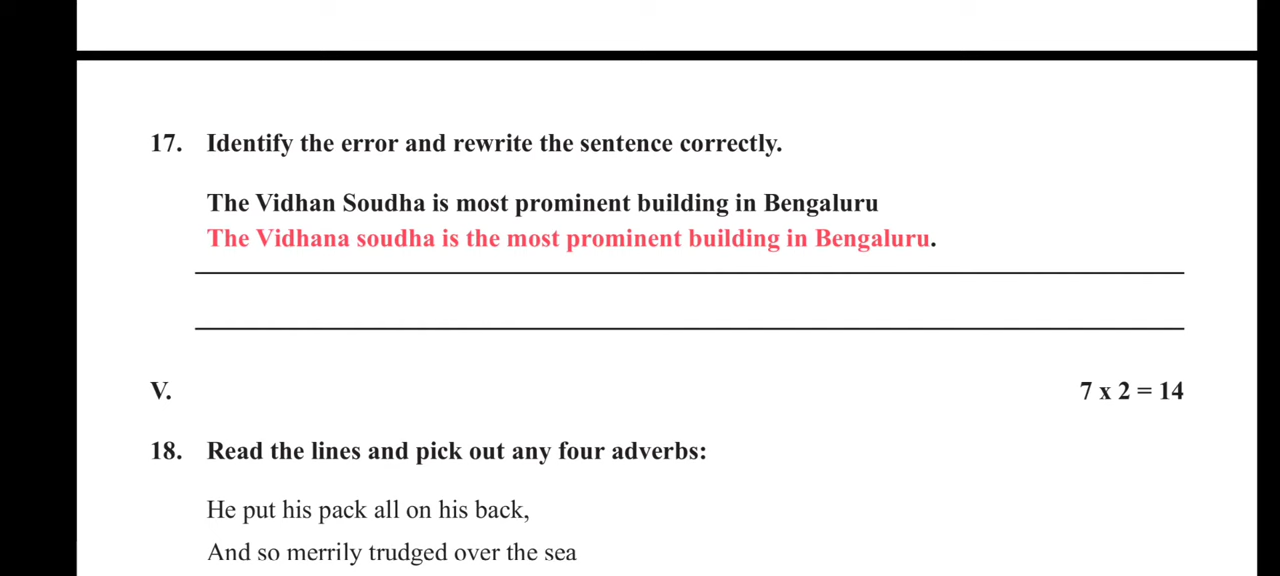 17. Identify the error and rewrite the sentence correctly.
The Vidhan Soudha is most prominent building in Bengaluru
The Vidhana soudha is the most prominent building in Bengaluru.
V. 7 x 2 = 14
18. Read the lines and pick out any four adverbs:
He put his pack all on his back,
And so merrily trudged over the sea